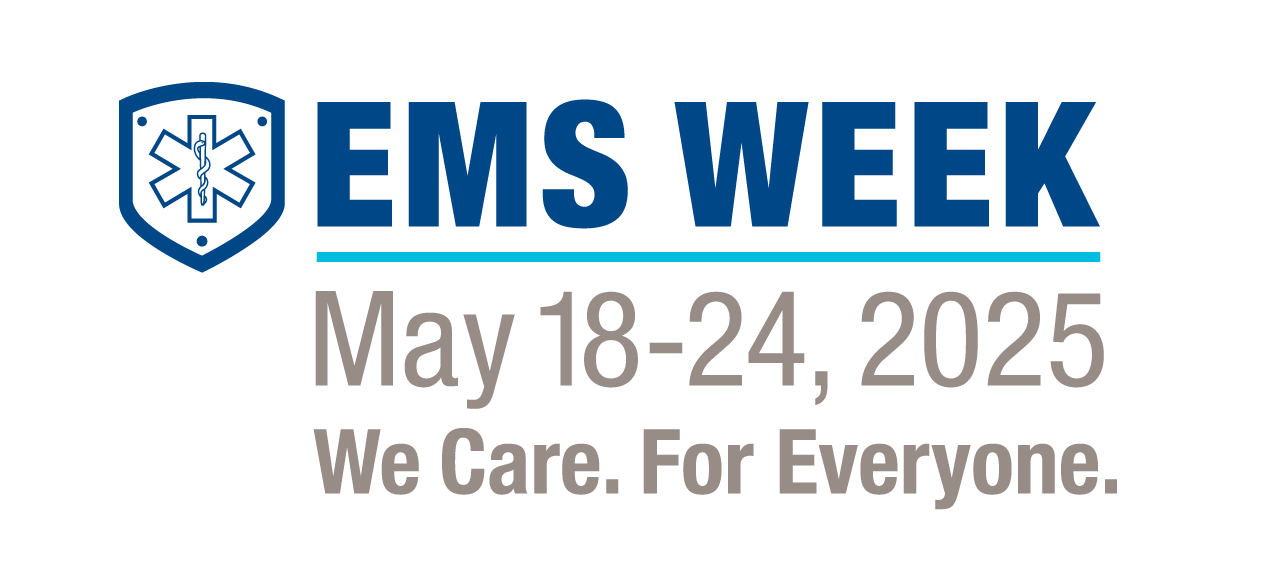 EMS WEEK
May 18-24, 2025
We Care. For Everyone.